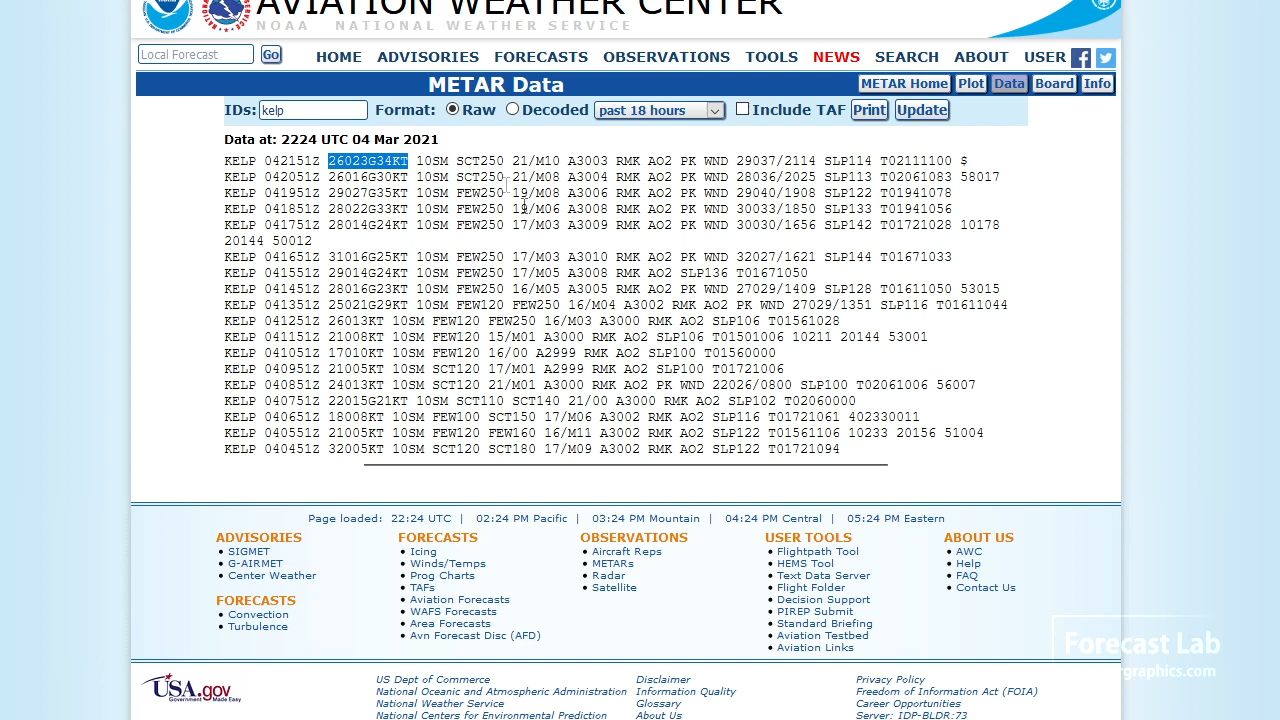 AVIATION WEATHER CENTER
NOAA NATIONAL WEATHER SERVICE
Local Forecast Go HOME ADVISORIES FORECASTS OBSERVATIONS TOOLS NEWS SEARCH ABOUT USER
METAR Data METAR Home Plot Data Board Info
IDs: kelp Format: Raw Decoded past 18 hours Include TAF Print Update
Data at: 2224 UTC 04 Mar 2021
KELP 042151Z 26023G34KT 10SM SCT250 21/M10 A3003 RMK AO2 PK WND 29037/2114 SLP114 T02111100 $
KELP 042051Z 26016G30KT 10SM SCT250 21/M08 A3004 RMK AO2 PK WND 28036/2025 SLP113 T02061083 58017
KELP 041951Z 29027G35KT 10SM FEW250 19/M08 A3006 RMK AO2 PK WND 29040/1908 SLP122 T01941078
KELP 041851Z 28022G33KT 10SM FEW250 19/M06 A3008 RMK AO2 PK WND 30033/1850 SLP133 T01941056
KELP 041751Z 28014G24KT 10SM FEW250 17/M03 A3009 RMK AO2 PK WND 30030/1656 SLP142 T01721028 10178
20144 50012
KELP 041651Z 31016G25KT 10SM FEW250 17/M03 A3010 RMK AO2 PK WND 32027/1621 SLP144 T01671033
KELP 041551Z 29014G24KT 10SM FEW250 17/M05 A3008 RMK AO2 SLP136 T01671050
KELP 041451Z 28016G23KT 10SM FEW250 16/M05 A3005 RMK AO2 PK WND 27029/1409 SLP128 T01611050 53015
KELP 041351Z 25021G29KT 10SM FEW120 FEW250 16/M04 A3002 RMK AO2 PK WND 27029/1351 SLP116 T01611044
KELP 041251Z 26013KT 10SM FEW120 FEW250 16/M03 A3000 RMK AO2 SLP106 T01561028
KELP 041151Z 21008KT 10SM FEW120 15/M01 A3000 RMK AO2 SLP106 T01501006 10211 20144 53001
KELP 041051Z 17010KT 10SM FEW120 16/00 A2999 RMK AO2 SLP100 T01560000
KELP 040951Z 21005KT 10SM SCT120 17/M01 A2999 RMK AO2 SLP100 T01721006
KELP 040851Z 24013KT 10SM SCT120 21/M01 A3000 RMK AO2 PK WND 22026/0800 SLP100 T02061006 56007
KELP 040751Z 22015G21KT 10SM SCT110 SCT140 21/00 A3000 RMK AO2 SLP102 T02060000
KELP 040651Z 18008KT 10SM FEW100 SCT150 17/M06 A3002 RMK AO2 SLP116 T01721061 402330011
KELP 040551Z 21005KT 10SM FEW120 FEW160 16/M11 A3002 RMK AO2 SLP122 T01561106 10233 20156 51004
KELP 040451Z 32005KT 10SM SCT120 SCT180 17/M09 A3002 RMK AO2 SLP122 T01721094
Page loaded: 22:24 UTC | 02:24 PM Pacific | 03:24 PM Mountain | 04:24 PM Central | 05:24 PM Eastern
ADVISORIES
SIGMET
G-AIRMET
Center Weather
FORECASTS
Convection
Turbulence
FORECASTS
Icing
Winds/Temps
Prog Charts
TAFs
Aviation Forecasts
WAFS Forecasts
Area Forecasts
Avn Forecast Disc (AFD)
OBSERVATIONS
Aircraft Reps
METARs
Radar
Satellite
USER TOOLS
Flightpath Tool
HEMS Tool
Text Data Server
Flight Folder
Decision Support
PIREP Submit
Standard Briefing
Aviation Testbed
Aviation Links
ABOUT US
AWC
Help
FAQ
Contact Us
Forecast Lab
rgraphics.com
USA.gov
Government Made Easy
US Dept of Commerce
National Oceanic and Atmospheric Administration
National Weather Service
National Centers for Environmental Prediction
Disclaimer
Information Quality
Glossary
About Us
Privacy Policy
Freedom of Information Act (FOIA)
Career Opportunities
Server: IDP-BLDR:73